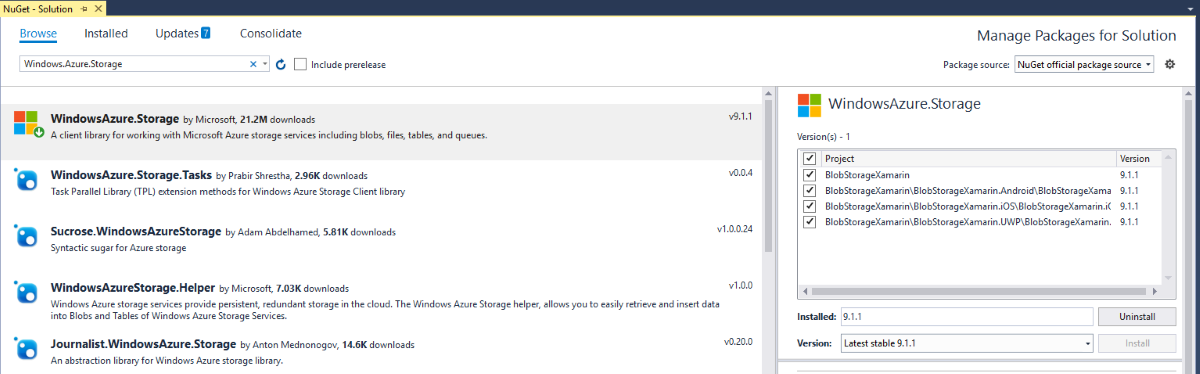 NuGet - Solution
Browse Installed Updates 7 Consolidate
Manage Packages for Solution
Windows.Azure.Storage
Include prerelease
Package source: NuGet official package source
WindowsAzure.Storage by Microsoft, 21.2M downloads
v9.1.1
A client library for working with Microsoft Azure storage services including blobs, files, tables, and queues.
WindowsAzure.Storage.Tasks by Prabir Shrestha, 2.96K downloads
v0.0.4
Task Parallel Library (TPL) extension methods for Windows Azure Storage Client library
Sucrose.WindowsAzureStorage by Adam Abdelhamed, 5.81K downloads
v1.0.0.24
Syntactic sugar for Azure storage
WindowsAzureStorage.Helper by Microsoft, 7.03K downloads
v1.0.0
Windows Azure storage services provide persistent, redundant storage in the cloud. The Windows Azure Storage helper, allows you to easily retrieve and insert data
into Blobs and Tables of Windows Azure Storage Services.
Journalist.WindowsAzure.Storage by Anton Mednonogov, 14.6K downloads
v0.20.0
An abstraction library for Windows Azure storage library.
WindowsAzure.Storage
Version(s) - 1
Project Version
BlobStorageXamarin 9.1.1
BlobStorageXamarin\BlobStorageXamarin.Android\BlobStorageXama 9.1.1
BlobStorageXamarin\BlobStorageXamarin.iOS\BlobStorageXamarin.iO 9.1.1
BlobStorageXamarin\BlobStorageXamarin.UWP\BlobStorageXamarin. 9.1.1
Installed: 9.1.1 Uninstall
Version: Latest stable 9.1.1 Install